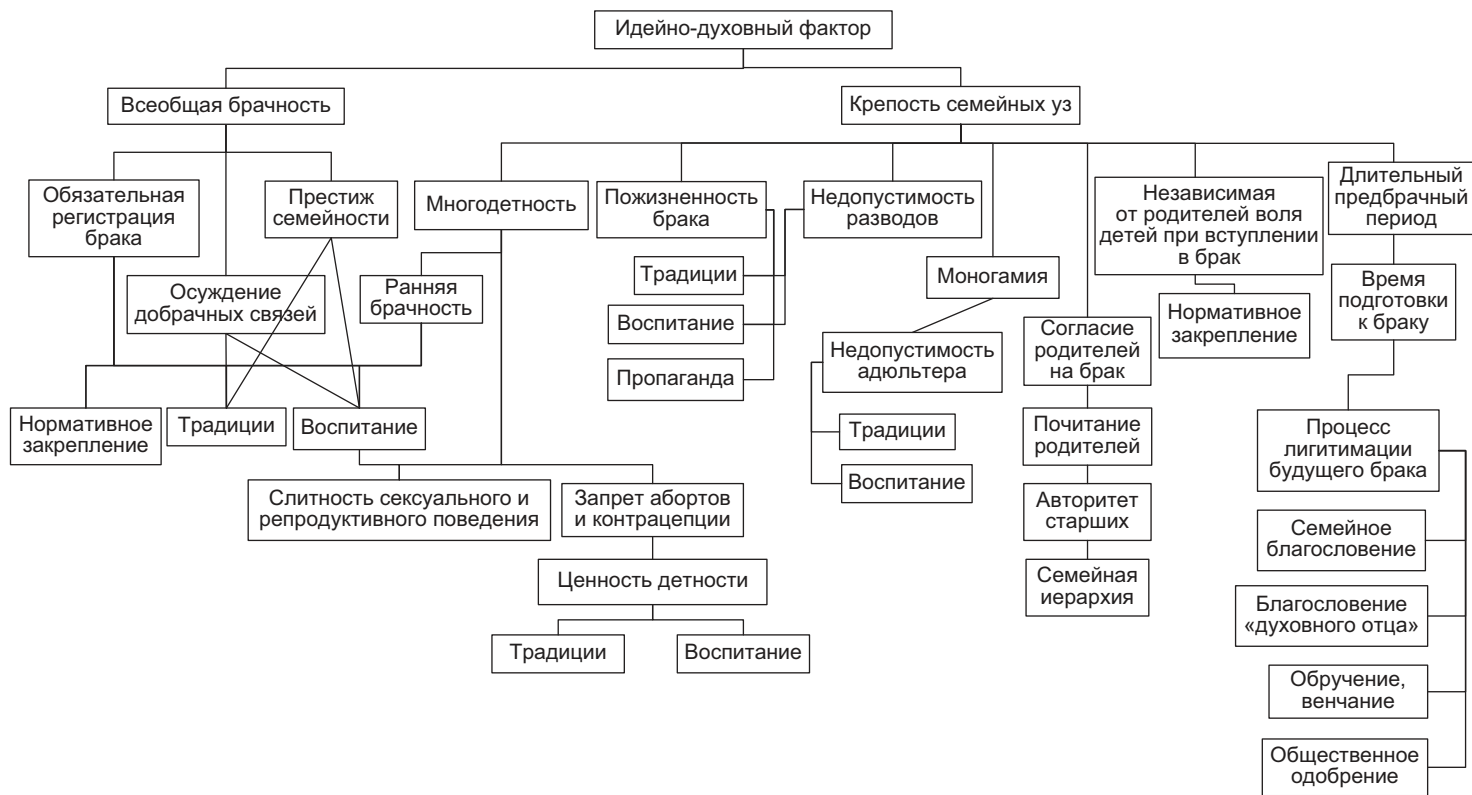 Идейно-духовный фактор
Всеобщая брачность
Крепость семейных уз
Обязательная
регистрация
брака
Престиж
семейности
Многодетность
Пожизненность
брака
Недопустимость
разводов
Независимая
от родителей воля
детей при вступлении
в брак
Длительный
предбрачный
период
Осуждение
добрачных связей
Ранняя
брачность
Традиции
Воспитание
Пропаганда
Моногамия
Недопустимость
адюльтера
Традиции
Воспитание
Согласие
родителей
на брак
Нормативное
закрепление
Время
подготовки
к браку
Нормативное
закрепление
Традиции
Воспитание
Почитание
родителей
Процесс
лигитимации
будущего брака
Слитность сексуального и
репродуктивного поведения
Запрет абортов
и контрацепции
Авторитет
старших
Семейное
благословение
Ценность детности
Семейная
иерархия
Благословение
«духовного отца»
Традиции
Воспитание
Обручение,
венчание
Общественное
одобрение